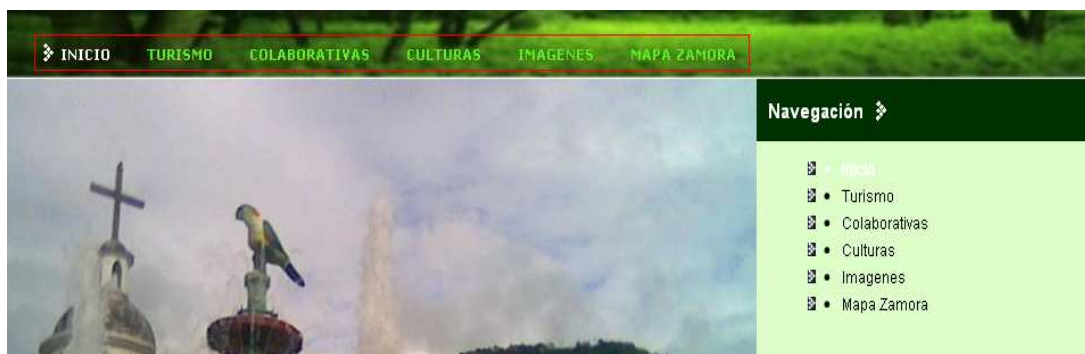 INICIO TURISMO COLABORATIVAS CULTURAS IMAGENES MAPA ZAMORA
Navegación
• Inicio
• Turismo
• Colaborativas
• Culturas
• Imagenes
• Mapa Zamora